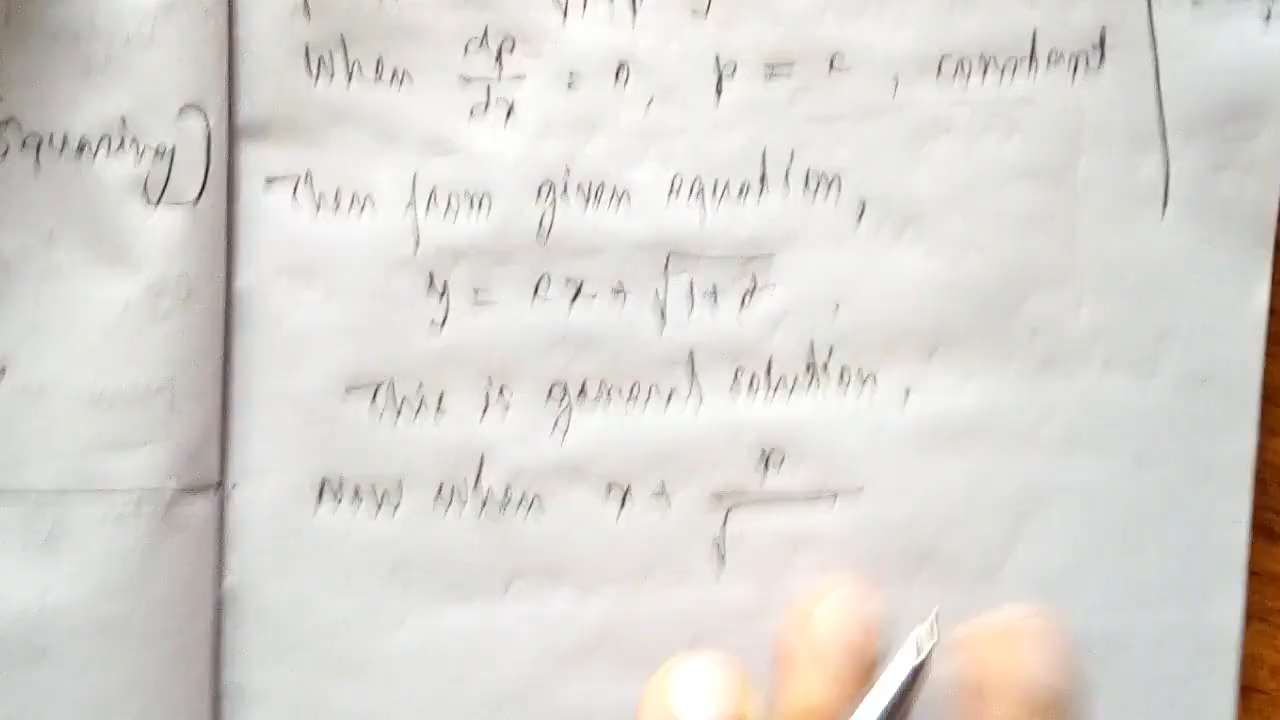 Squaring)
When dp/dx = 0, p = c, constant
Then from given equation,
y = cx + √1+c²
This is general solution.
Now when x + p/√